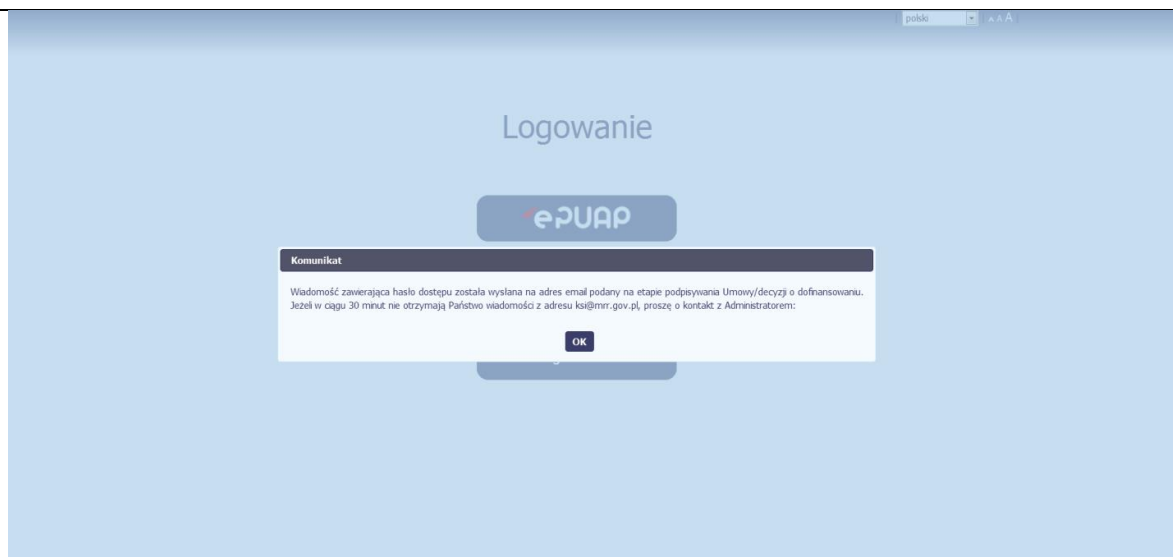 polski A A A
Logowanie
ePUAP
Komunikat
Wiadomość zawierająca hasło dostępu została wysłana na adres email podany na etapie podpisywania Umowy/decyzji o dofinansowaniu.
Jeżeli w ciągu 30 minut nie otrzymają Państwo wiadomości z adresu ksi@mrr.gov.pl, proszę o kontakt z Administratorem:
OK